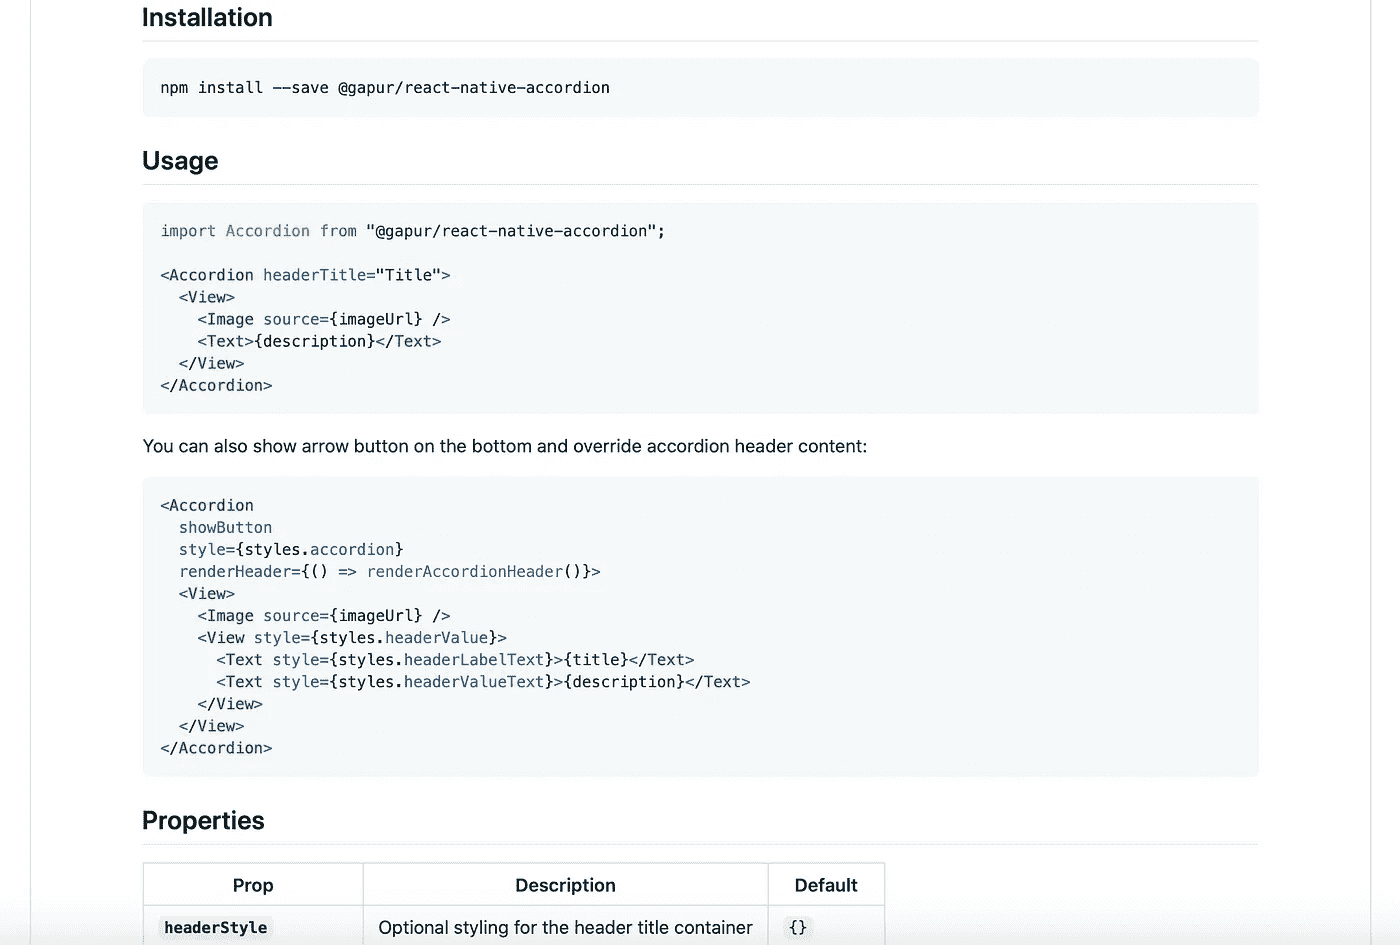 Installation
npm install --save @gapur/react-native-accordion
Usage
import Accordion from "@gapur/react-native-accordion";
<Accordion headerTitle="Title">
  <View>
    <Image source={imageUrl} />
    <Text>{description}</Text>
  </View>
</Accordion>
You can also show arrow button on the bottom and override accordion header content:
<Accordion
  showButton
  style={styles.accordion}
  renderHeader={() => renderAccordionHeader()}>
  <View>
    <Image source={imageUrl} />
    <View style={styles.headerValue}>
      <Text style={styles.headerLabelText}>{title}</Text>
      <Text style={styles.headerValueText}>{description}</Text>
    </View>
  </View>
</Accordion>
Properties
Prop Description Default
headerStyle Optional styling for the header title container {}